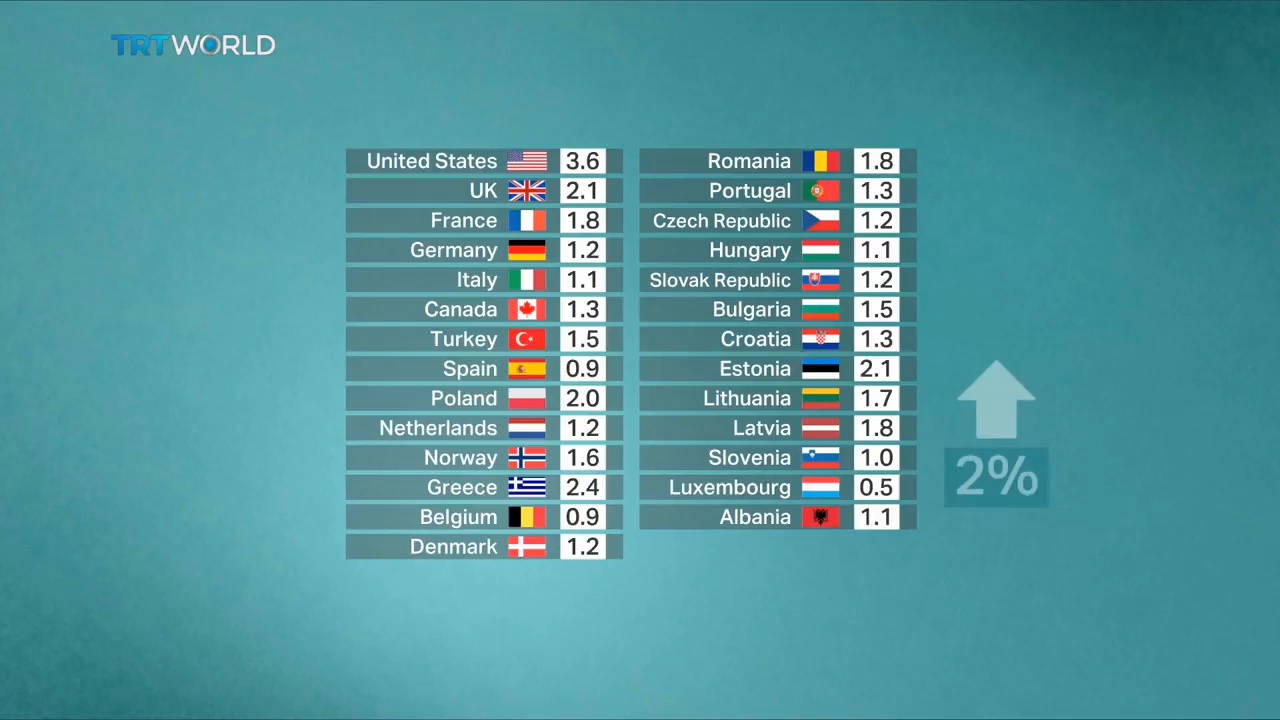 TRT WORLD
United States 3.6
UK 2.1
France 1.8
Germany 1.2
Italy 1.1
Canada 1.3
Turkey 1.5
Spain 0.9
Poland 2.0
Netherlands 1.2
Norway 1.6
Greece 2.4
Belgium 0.9
Denmark 1.2
Romania 1.8
Portugal 1.3
Czech Republic 1.2
Hungary 1.1
Slovak Republic 1.2
Bulgaria 1.5
Croatia 1.3
Estonia 2.1
Lithuania 1.7
Latvia 1.8
Slovenia 1.0
Luxembourg 0.5
Albania 1.1
2%